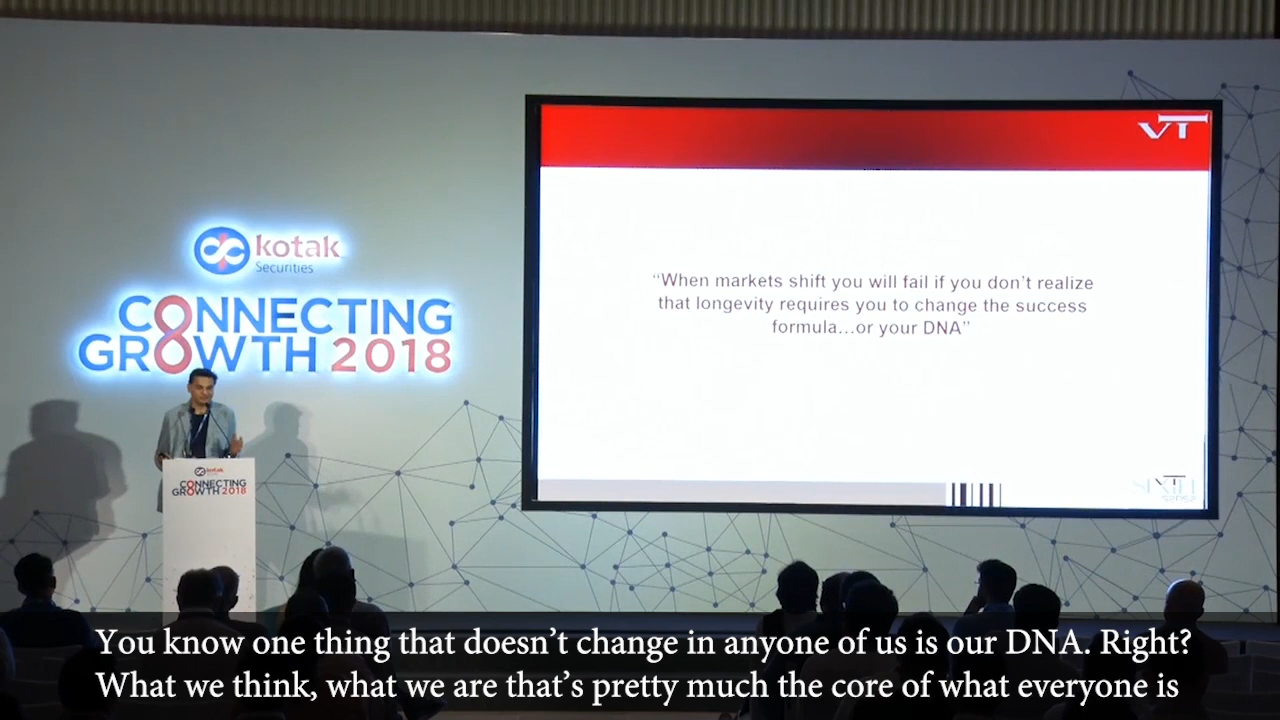 kotak
Securities
CONNECTING
GROWTH 2018
kotak
CONNECTING
GROWTH 2018
VT
“When markets shift you will fail if you don’t realize
that longevity requires you to change the success
formula...or your DNA”
You know one thing that doesn’t change in anyone of us is our DNA. Right?
What we think, what we are that’s pretty much the core of what everyone is